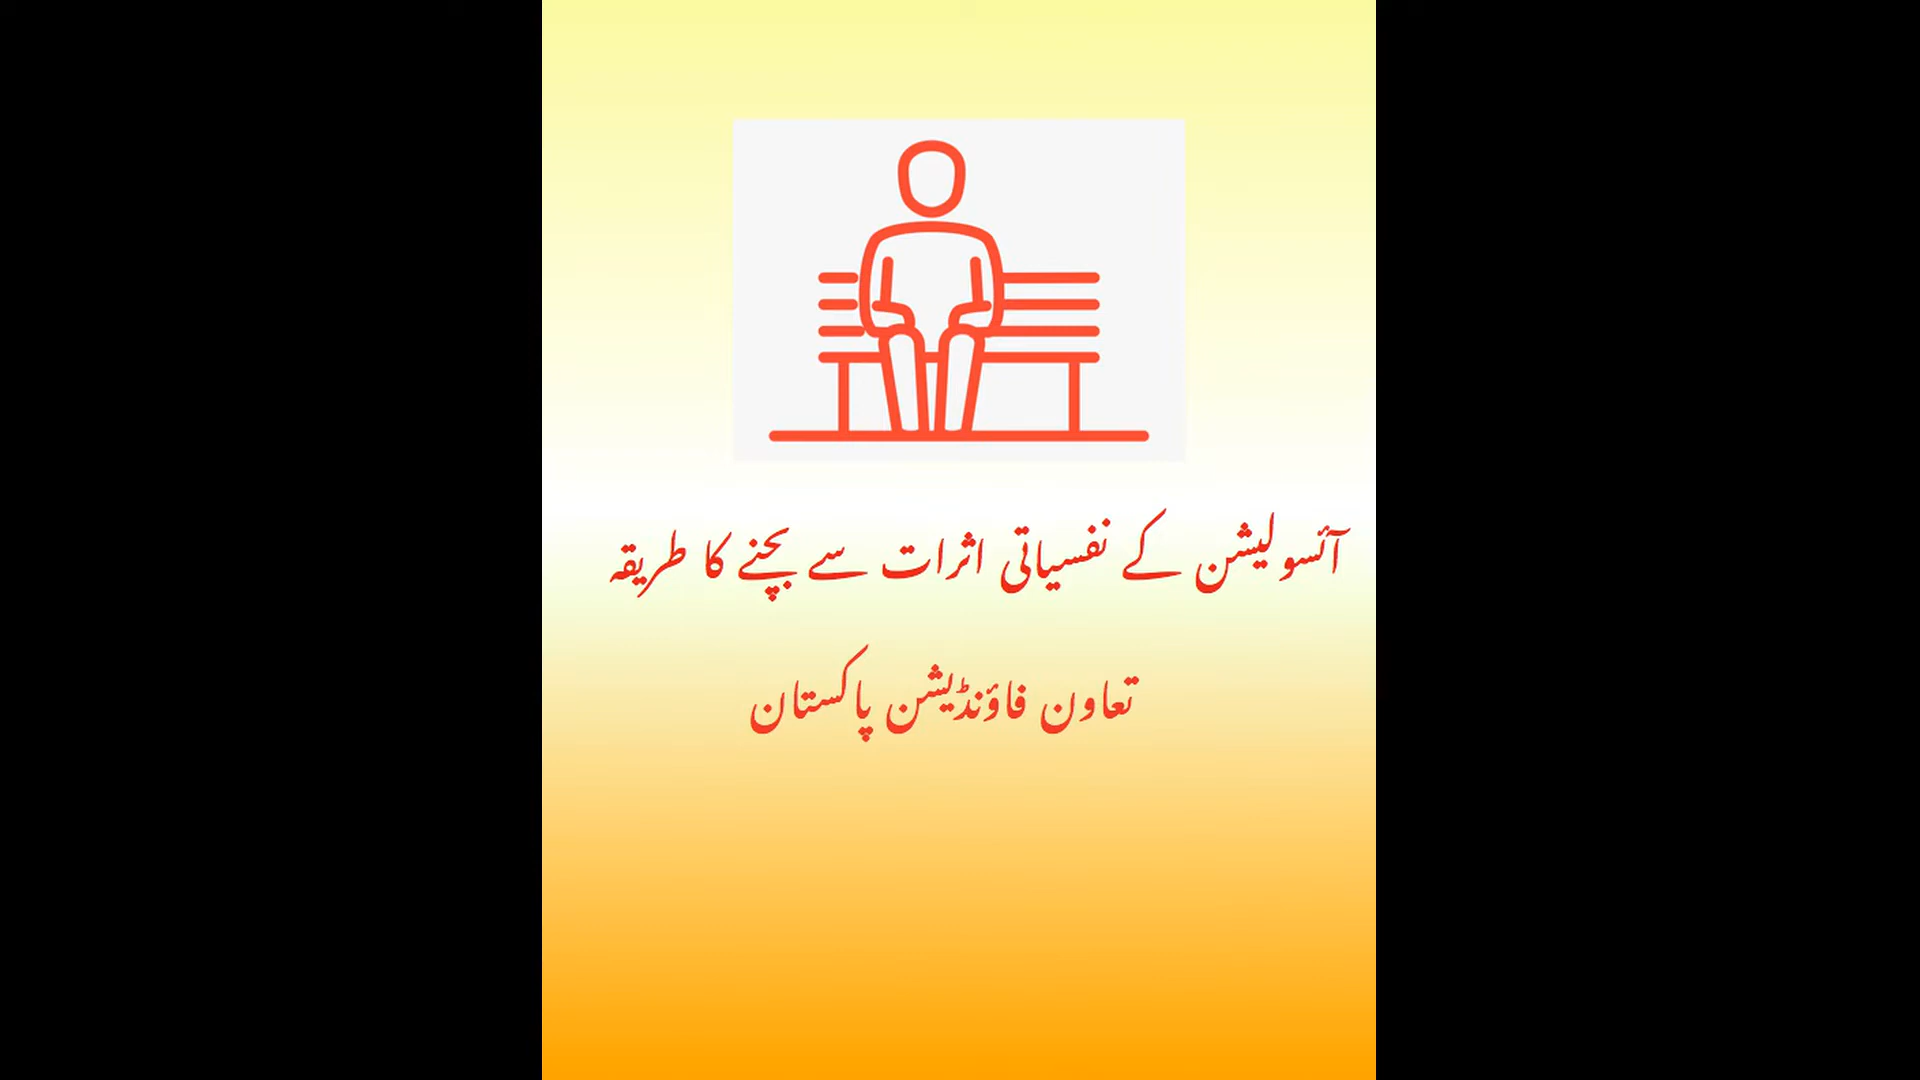 آئسولیشن کے نفسیاتی اثرات سے بچنے کا طریقہ
تعاون فاؤنڈیشن پاکستان